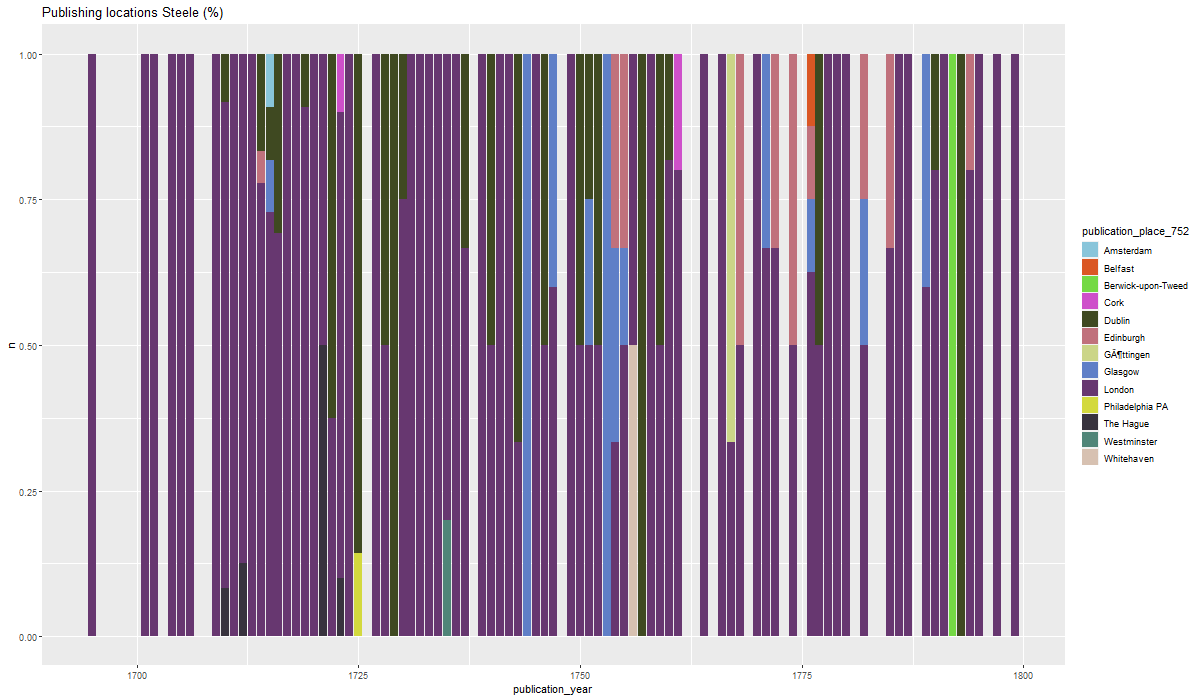 Publishing locations Steele (%)
1.00
0.75
0.50
0.25
0.00
n
1700
1725
1750
1775
1800
publication_year
publication_place_752
Amsterdam
Belfast
Berwick-upon-Tweed
Cork
Dublin
Edinburgh
GÃ¶ttingen
Glasgow
London
Philadelphia PA
The Hague
Westminster
Whitehaven